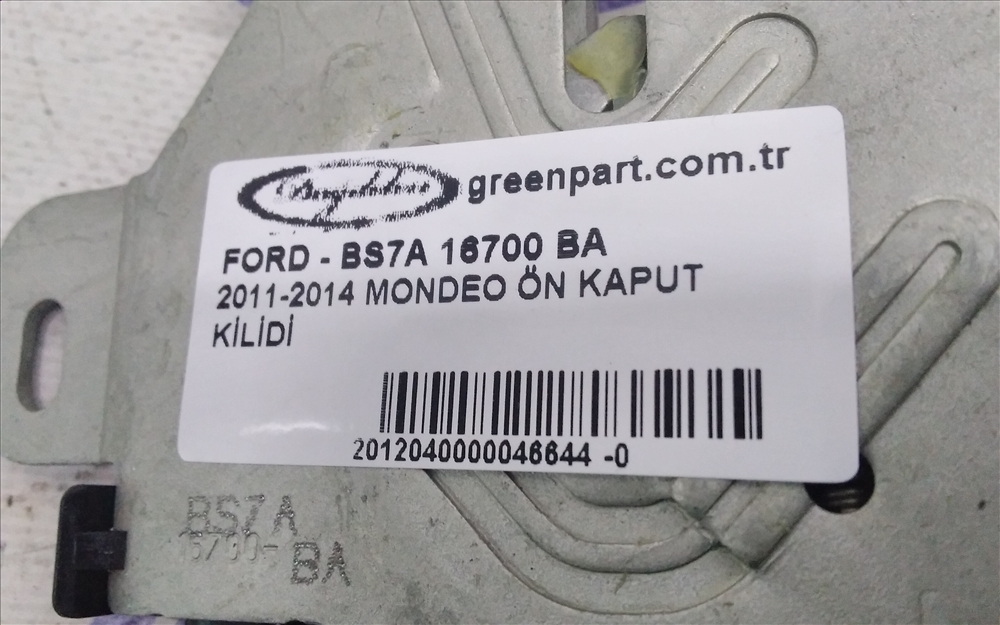 greenpart.com.tr
FORD - BS7A 16700 BA
2011-2014 MONDEO ÖN KAPUT
KİLİDİ
2012040000046644 -0
BS7A
16700-
BA